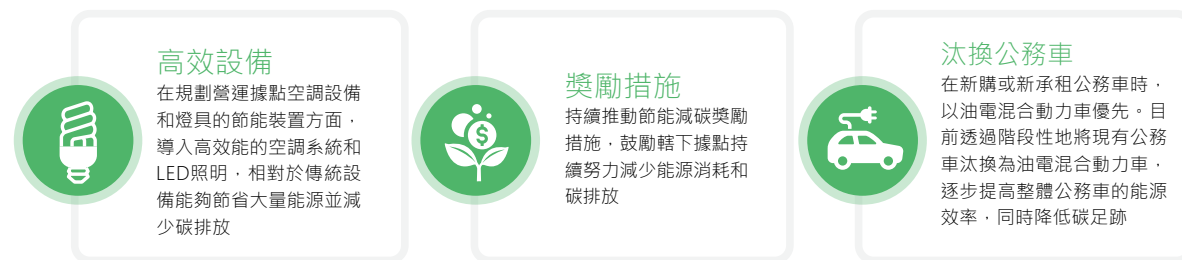 高效設備
在規劃營運據點空調設備
和燈具的節能裝置方面，
導入高效能的空調系統和
LED照明，相對於傳統設
備能夠節省大量能源並減
少碳排放
獎勵措施
持續推動節能減碳獎勵
措施，鼓勵轄下據點持
續努力減少能源消耗和
碳排放
汰換公務車
在新購或新承租公務車時，
以油電混合動力車優先。目
前透過階段性地將現有公務
車汰換為油電混合動力車，
逐步提高整體公務車的能源
效率，同時降低碳足跡